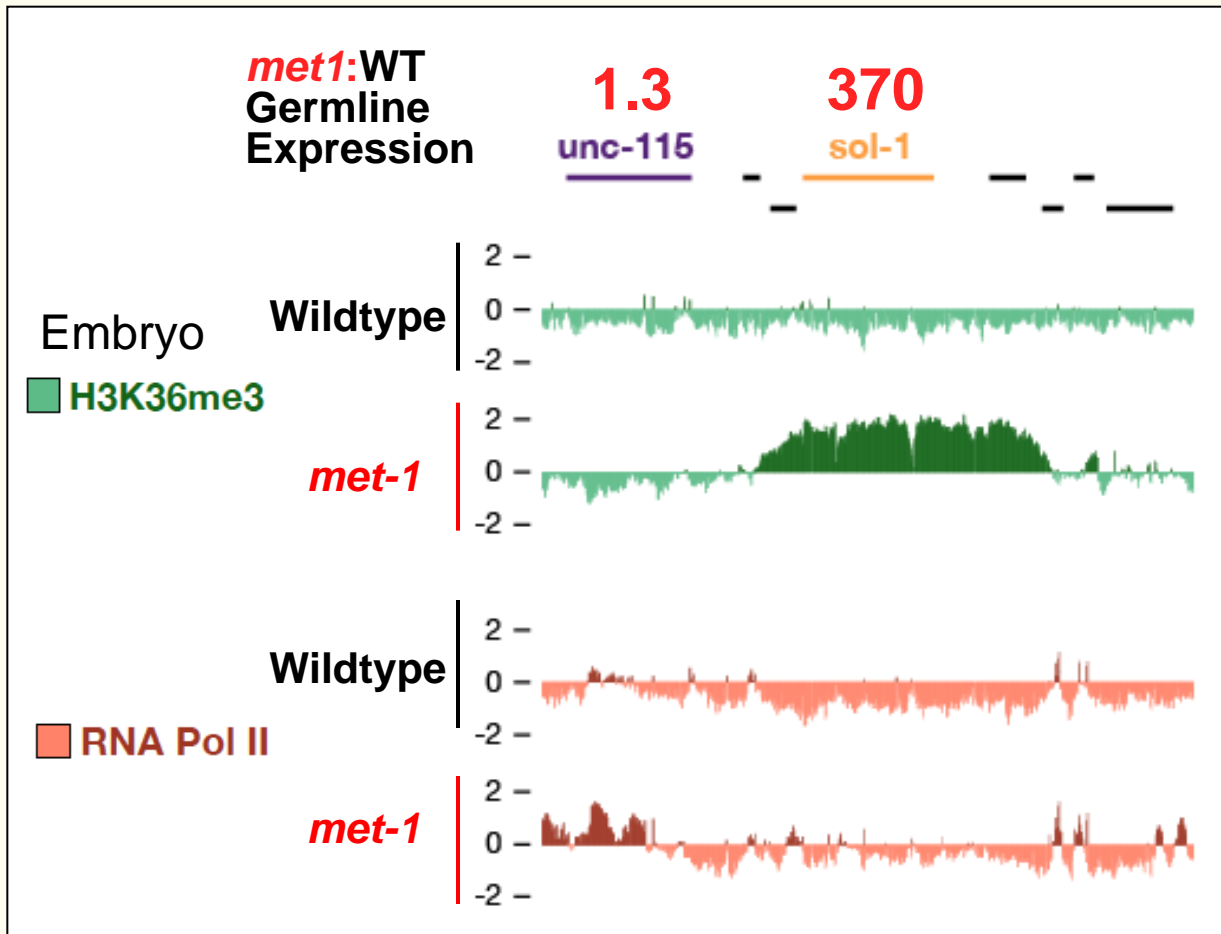 met1:WT
Germline
Expression
1.3
370
unc-115
sol-1
Embryo
H3K36me3
Wildtype
2
0
-2
met-1
2
0
-2
RNA Pol II
Wildtype
2
0
-2
met-1
2
0
-2